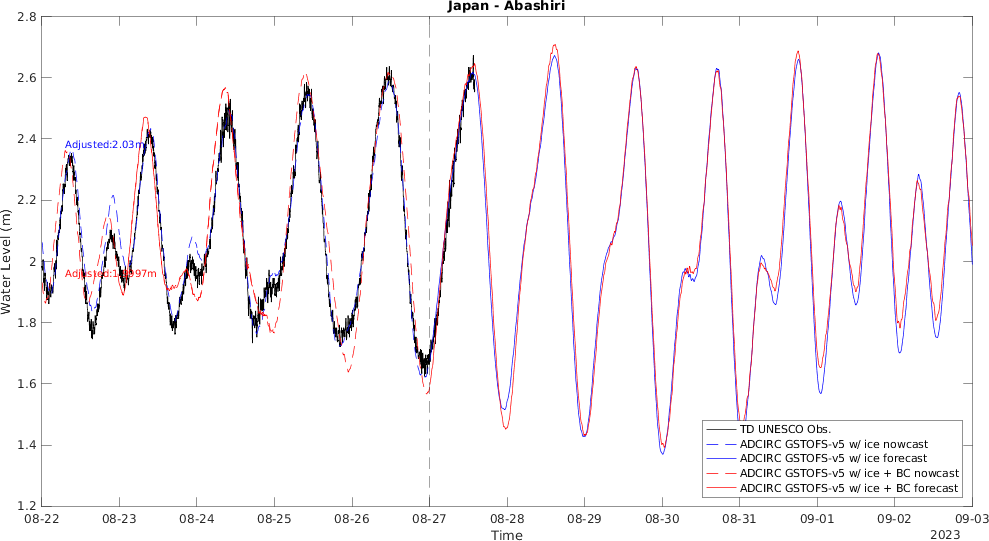 Japan - Abashiri
Water Level (m)
2.8
2.6
2.4
2.2
2
1.8
1.6
1.4
1.2
Adjusted:2.03m
TD UNESCO Obs.
ADCIRC GSTOFS-v5 w/ ice nowcast
ADCIRC GSTOFS-v5 w/ ice forecast
ADCIRC GSTOFS-v5 w/ ice + BC nowcast
ADCIRC GSTOFS-v5 w/ ice + BC forecast
08-22 08-23 08-24 08-25 08-26 08-27 08-28 08-29 08-30 08-31 09-01 09-02 09-03
Time
2023